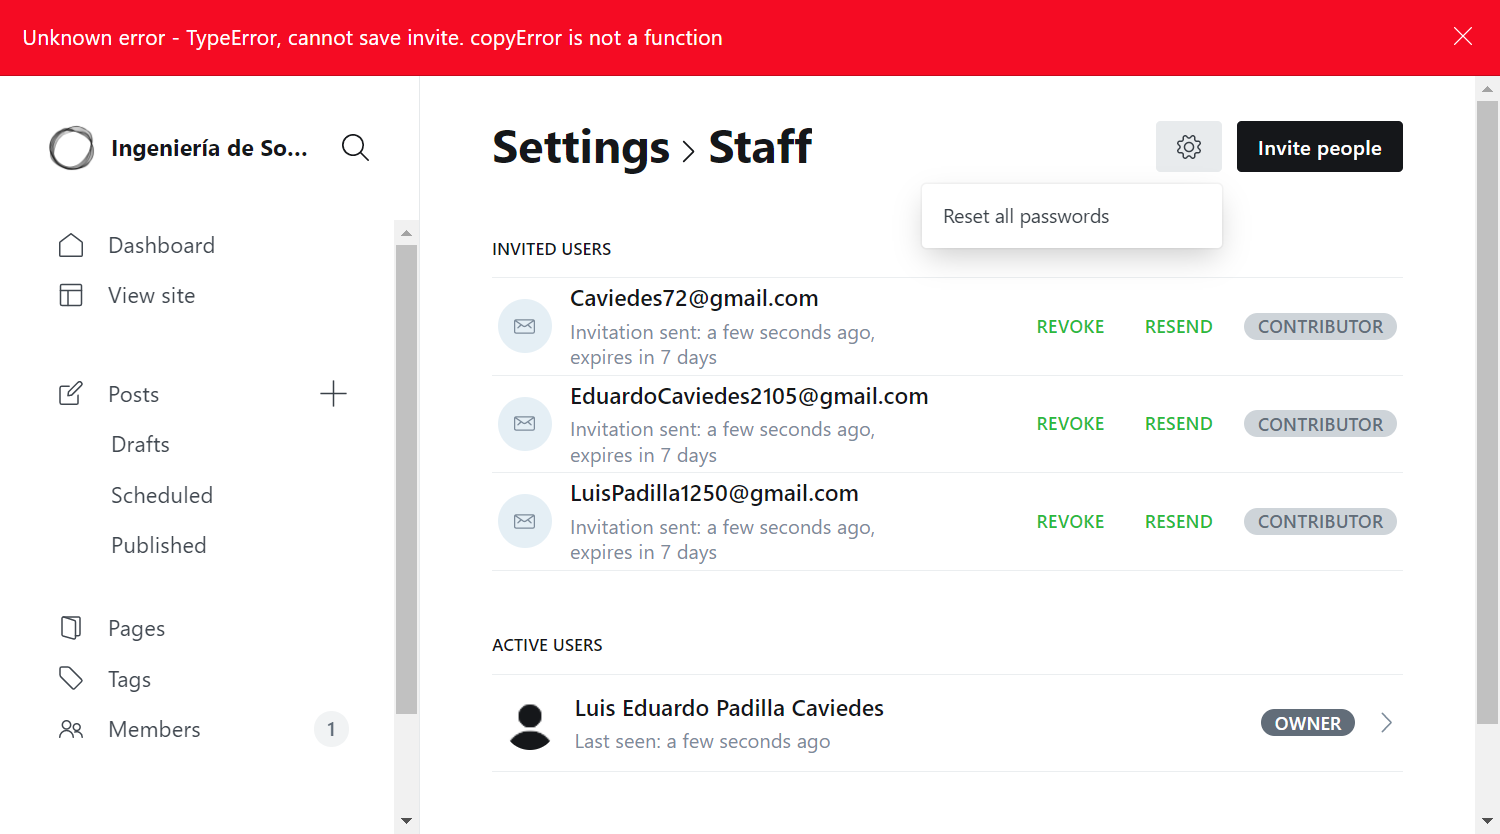 Unknown error - TypeError, cannot save invite. copyError is not a function
Ingeniería de So...
Dashboard
View site
Posts
Drafts
Scheduled
Published
Pages
Tags
Members 1
Settings > Staff
Invite people
Reset all passwords
INVITED USERS
Caviedes72@gmail.com
Invitation sent: a few seconds ago,
expires in 7 days
REVOKE RESEND CONTRIBUTOR
EduardoCaviedes2105@gmail.com
Invitation sent: a few seconds ago,
expires in 7 days
REVOKE RESEND CONTRIBUTOR
LuisPadilla1250@gmail.com
Invitation sent: a few seconds ago,
expires in 7 days
REVOKE RESEND CONTRIBUTOR
ACTIVE USERS
Luis Eduardo Padilla Caviedes
Last seen: a few seconds ago
OWNER